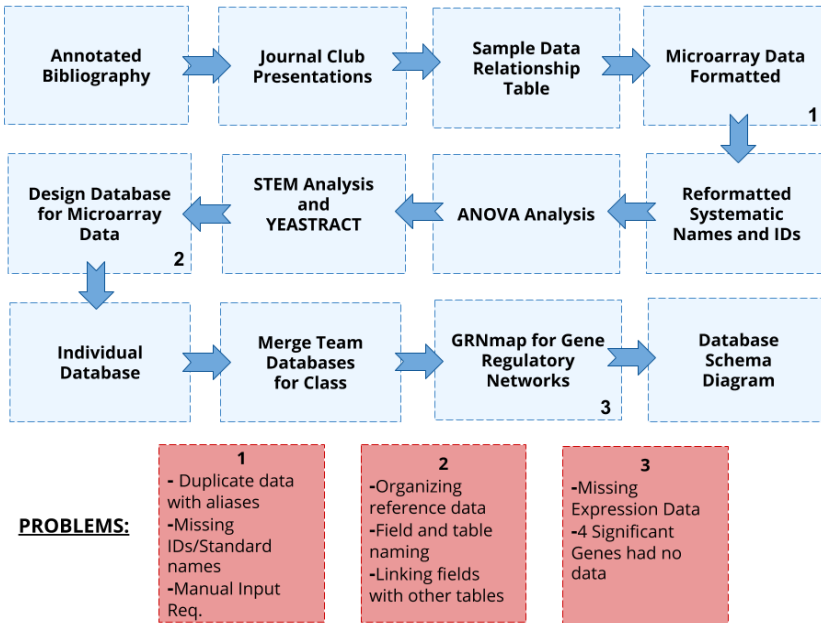 Annotated
Bibliography
Journal Club
Presentations
Sample Data
Relationship
Table
Microarray Data
Formatted
1
Reformatted
Systematic
Names and IDs
ANOVA Analysis
STEM Analysis
and
YEASTRACT
Design Database
for Microarray
Data
2
Individual
Database
Merge Team
Databases
for Class
GRNmap for Gene
Regulatory
Networks
3
Database
Schema
Diagram
PROBLEMS:
1
- Duplicate data
with aliases
-Missing
IDs/Standard
names
-Manual Input
Req.
2
-Organizing
reference data
-Field and table
naming
-Linking fields
with other tables
3
-Missing
Expression Data
-4 Significant
Genes had no
data